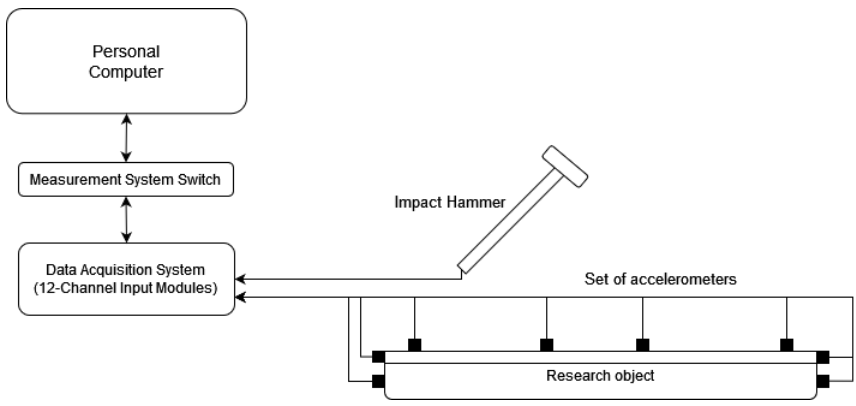 Personal
Computer
Measurement System Switch
Impact Hammer
Data Acquisition System
(12-Channel Input Modules)
Set of accelerometers
Research object